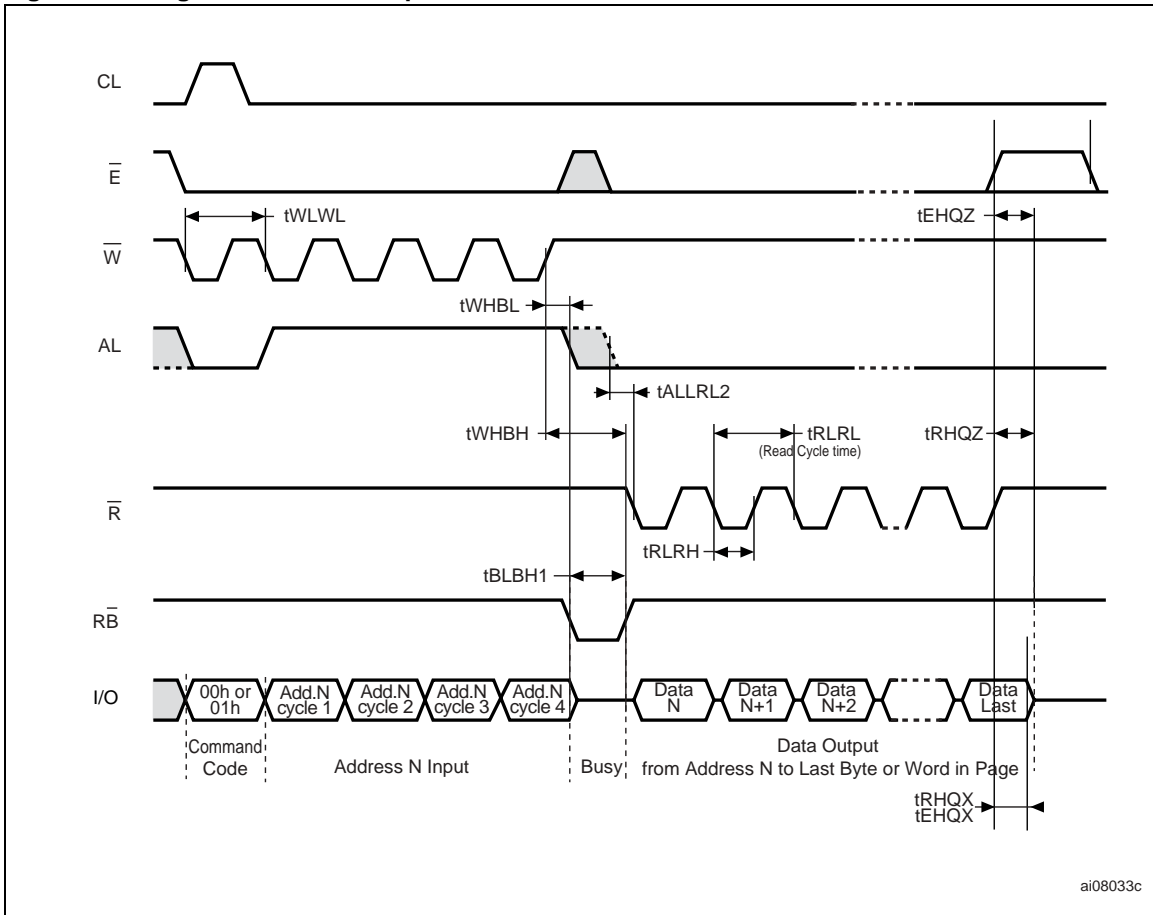 CL
E
tEHQZ
tWLWL
W
tWHBL
AL
tALLRL2
tWHBH
tRLRL
tRHQZ
(Read Cycle time)
R
tRLRH
tBLBH1
RB
I/O
00h or
01h
Add.N
cycle 1
Add.N
cycle 2
Add.N
cycle 3
Add.N
cycle 4
Data
N
Data
N+1
Data
N+2
Data
Last
Command
Code
Address N Input
Busy
Data Output
from Address N to Last Byte or Word in Page
tRHQX
tEHQX
ai08033c